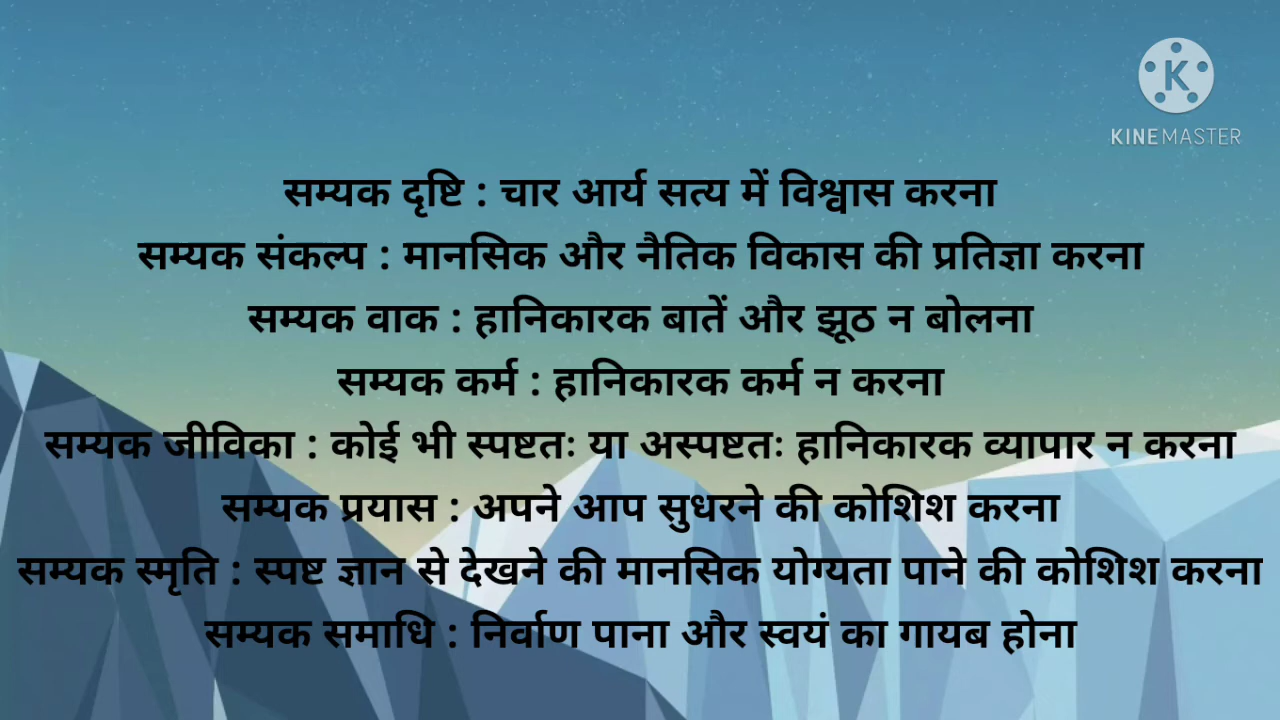 K
KINEMASTER
सम्यक दृष्टि : चार आर्य सत्य में विश्वास करना
सम्यक संकल्प : मानसिक और नैतिक विकास की प्रतिज्ञा करना
सम्यक वाक : हानिकारक बातें और झूठ न बोलना
सम्यक कर्म : हानिकारक कर्म न करना
सम्यक जीविका : कोई भी स्पष्टतः या अस्पष्टतः हानिकारक व्यापार न करना
सम्यक प्रयास : अपने आप सुधरने की कोशिश करना
सम्यक स्मृति : स्पष्ट ज्ञान से देखने की मानसिक योग्यता पाने की कोशिश करना
सम्यक समाधि : निर्वाण पाना और स्वयं का गायब होना